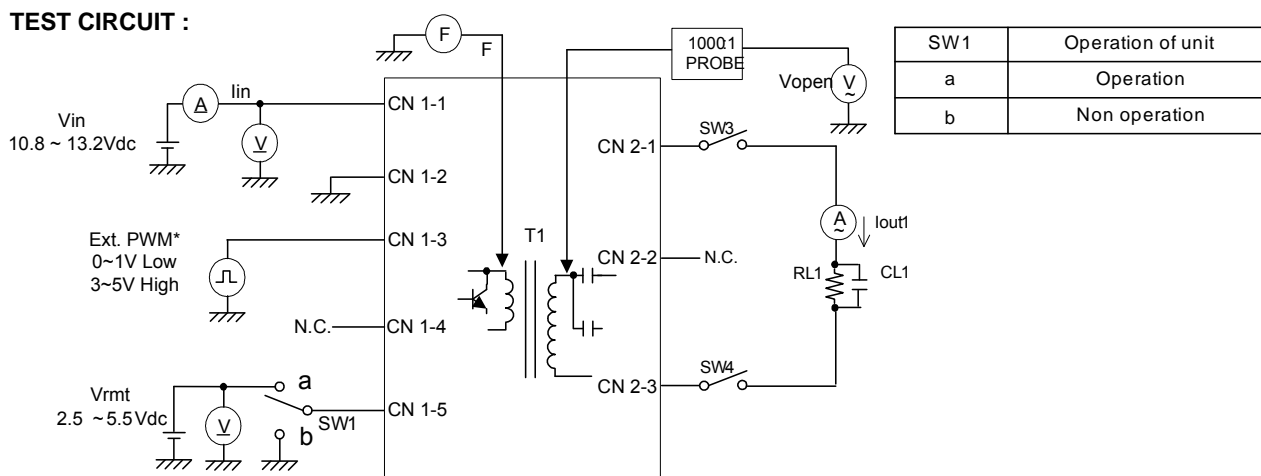 TEST CIRCUIT :
F
F
1000:1
PROBE
Vopen
V
~
SW1
Operation of unit
a
Operation
b
Non operation
Vin
10.8 ~ 13.2Vdc
A
Iin
V
CN 1-1
CN 1-2
Ext. PWM*
0~1V Low
3~5V High
CN 1-3
N.C.
CN 1-4
Vrmt
2.5 ~5.5Vdc
V
a
b
SW1
CN 1-5
T1
CN 2-1
SW3
CN 2-2
N.C.
CN 2-3
SW4
A
~
Iout1
RL1
CL1